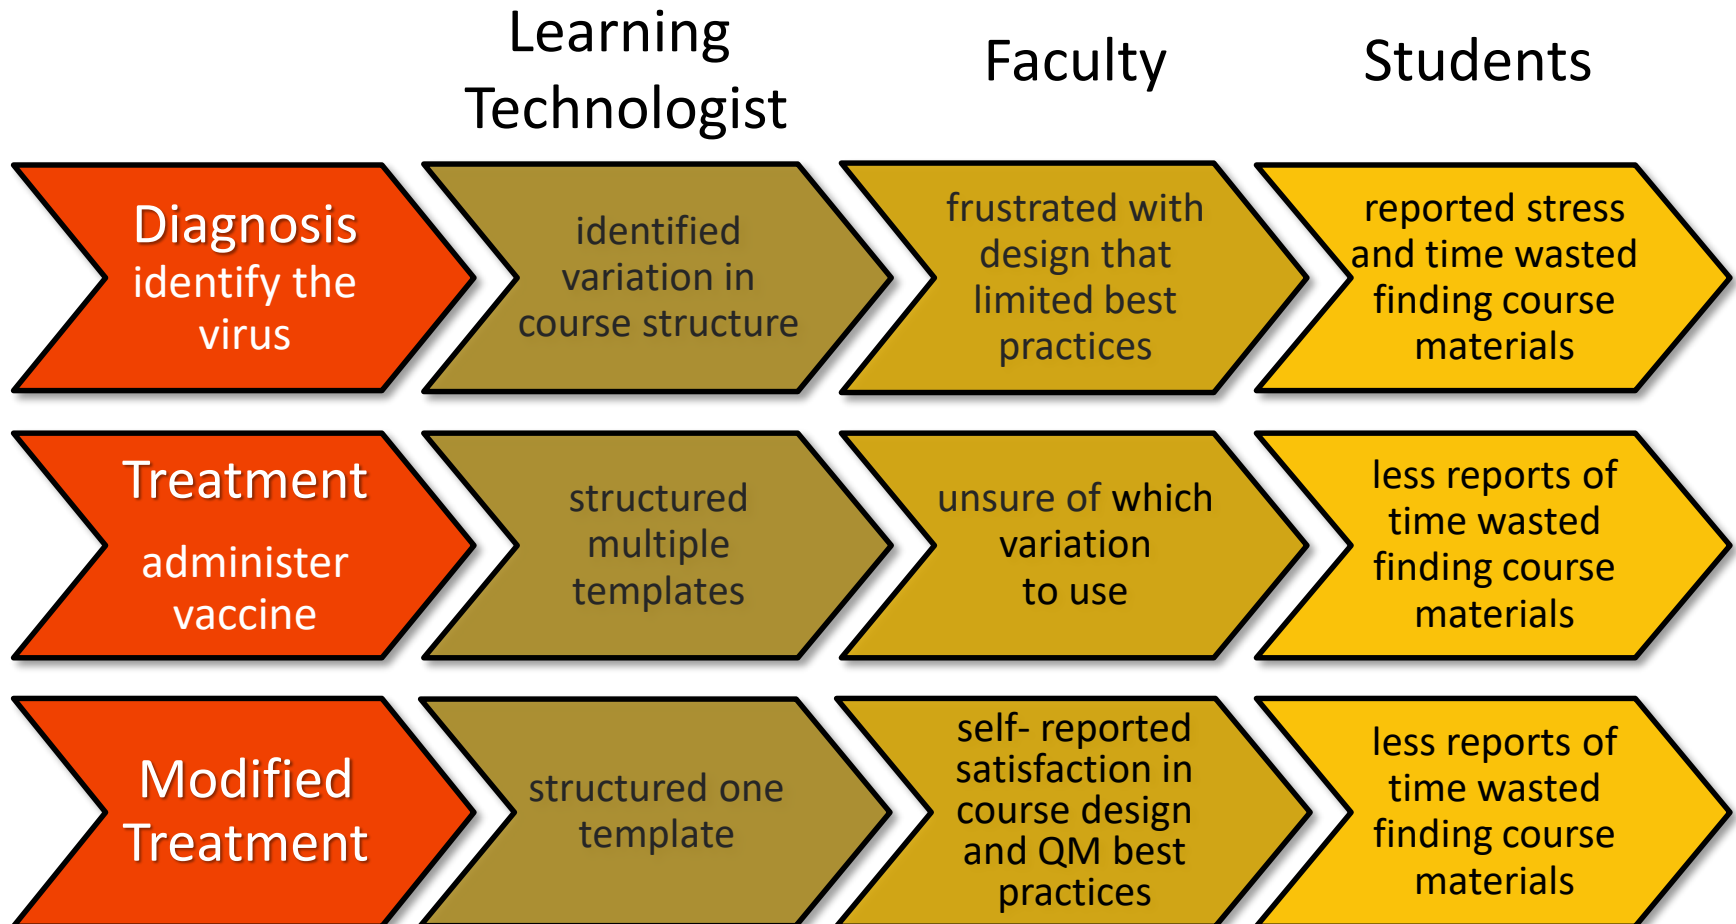 Learning
Technologist
Faculty
Students
Diagnosis
identify the
virus
identified
variation in
course structure
frustrated with
design that
limited best
practices
reported stress
and time wasted
finding course
materials
Treatment
administer
vaccine
structured
multiple
templates
unsure of which
variation
to use
less reports of
time wasted
finding course
materials
Modified
Treatment
structured one
template
self- reported
satisfaction in
course design
and QM best
practices
less reports of
time wasted
finding course
materials